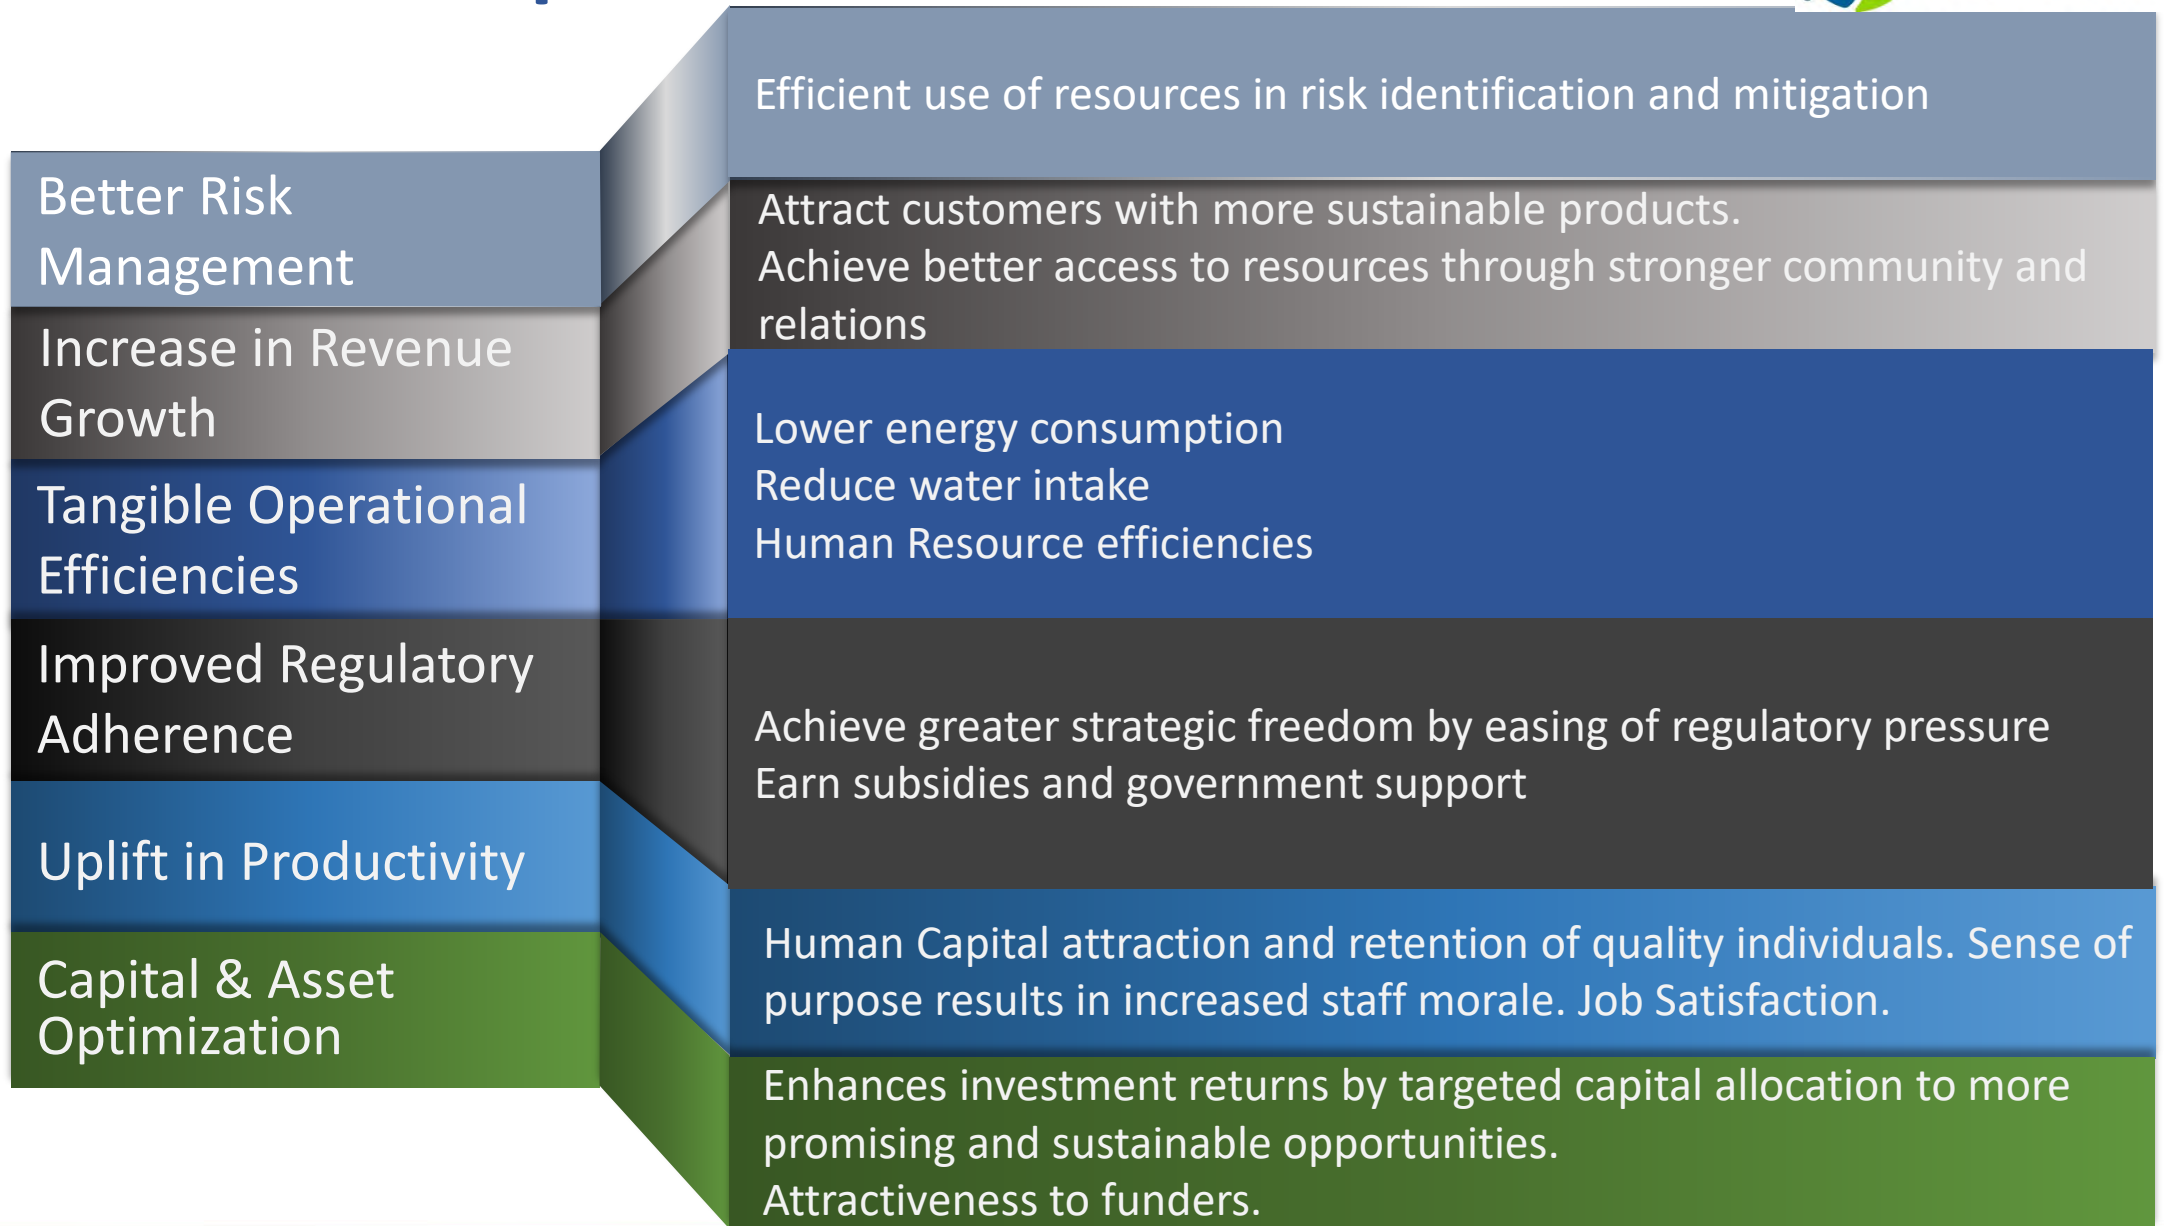 Better Risk
Management
Efficient use of resources in risk identification and mitigation
Increase in Revenue
Growth
Attract customers with more sustainable products.
Achieve better access to resources through stronger community and
relations
Tangible Operational
Efficiencies
Lower energy consumption
Reduce water intake
Human Resource efficiencies
Improved Regulatory
Adherence
Achieve greater strategic freedom by easing of regulatory pressure
Earn subsidies and government support
Uplift in Productivity
Human Capital attraction and retention of quality individuals. Sense of
purpose results in increased staff morale. Job Satisfaction.
Capital & Asset
Optimization
Enhances investment returns by targeted capital allocation to more
promising and sustainable opportunities.
Attractiveness to funders.